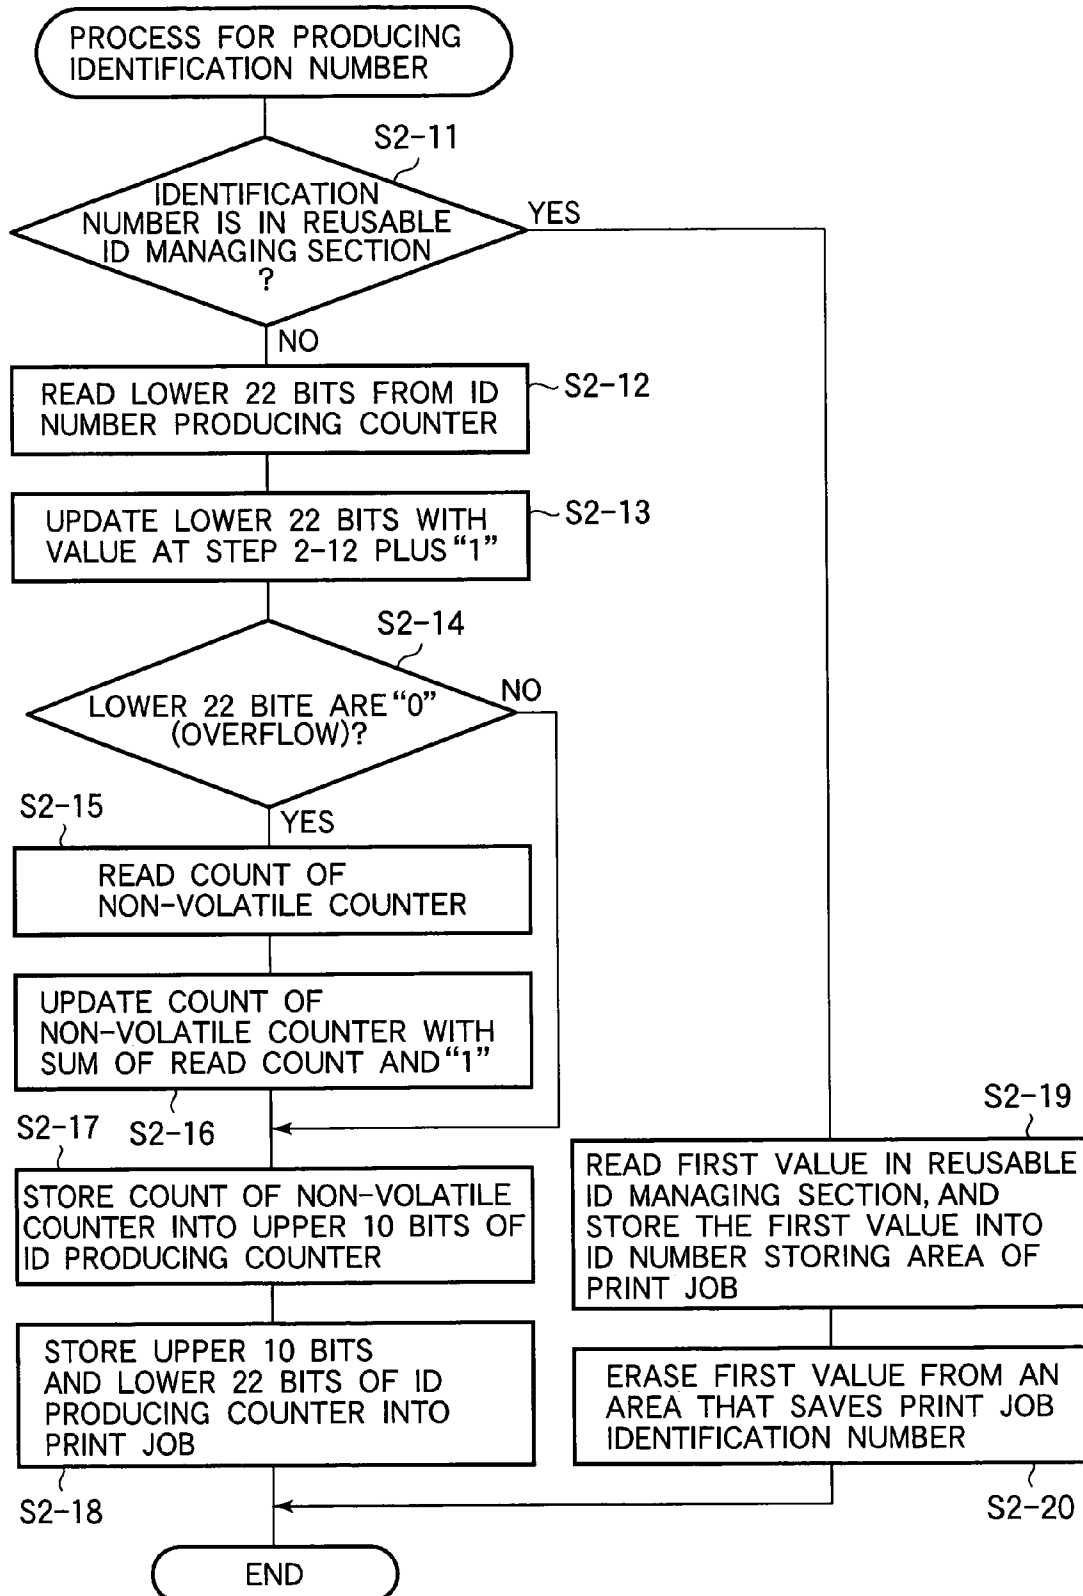 PROCESS FOR PRODUCING
IDENTIFICATION NUMBER
S2-11
IDENTIFICATION
NUMBER IS IN REUSABLE
ID MANAGING SECTION
?
YES
NO
READ LOWER 22 BITS FROM ID
NUMBER PRODUCING COUNTER
S2-12
UPDATE LOWER 22 BITS WITH
VALUE AT STEP 2-12 PLUS "1"
S2-13
S2-14
LOWER 22 BITE ARE "0"
(OVERFLOW)?
NO
YES
S2-15
READ COUNT OF
NON-VOLATILE COUNTER
UPDATE COUNT OF
NON-VOLATILE COUNTER WITH
SUM OF READ COUNT AND "1"
S2-16
S2-17
STORE COUNT OF NON-VOLATILE
COUNTER INTO UPPER 10 BITS OF
ID PRODUCING COUNTER
STORE UPPER 10 BITS
AND LOWER 22 BITS OF ID
PRODUCING COUNTER INTO
PRINT JOB
S2-18
S2-19
READ FIRST VALUE IN REUSABLE
ID MANAGING SECTION, AND
STORE THE FIRST VALUE INTO
ID NUMBER STORING AREA OF
PRINT JOB
ERASE FIRST VALUE FROM AN
AREA THAT SAVES PRINT JOB
IDENTIFICATION NUMBER
S2-20
END